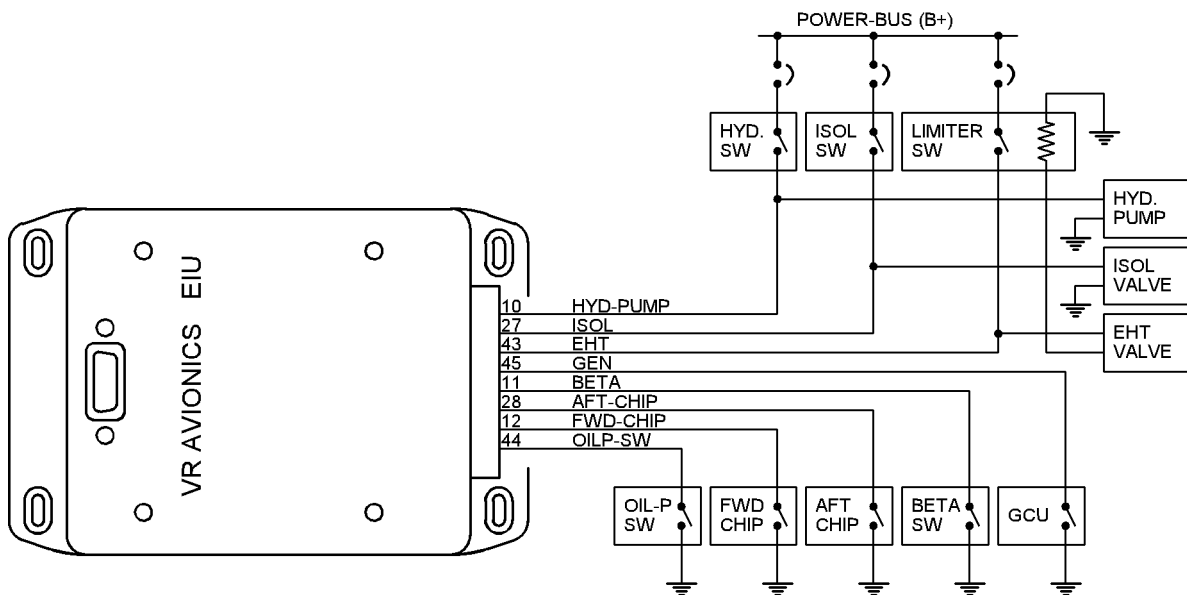 POWER-BUS (B+)
HYD. SW
ISOL SW
LIMITER SW
HYD. PUMP
ISOL VALVE
EHT VALVE
VR AVIONICS EIU
10 HYD-PUMP
27 ISOL
43 EHT
45 GEN
11 BETA
28 AFT-CHIP
12 FWD-CHIP
44 OILP-SW
OIL-P SW
FWD CHIP
AFT CHIP
BETA SW
GCU